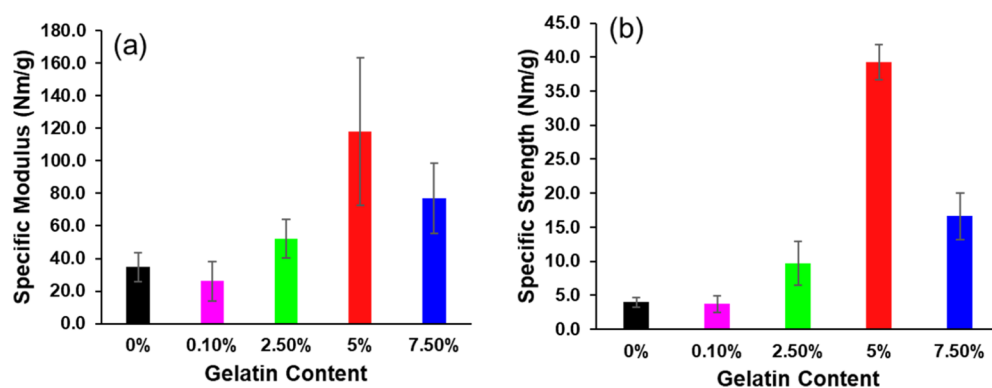 (a)
Specific Modulus (Nm/g)
180.0
160.0
140.0
120.0
100.0
80.0
60.0
40.0
20.0
0.0
0% 0.10% 2.50% 5% 7.50%
Gelatin Content
(b)
Specific Strength (Nm/g)
45.0
40.0
35.0
30.0
25.0
20.0
15.0
10.0
5.0
0.0
0% 0.10% 2.50% 5% 7.50%
Gelatin Content